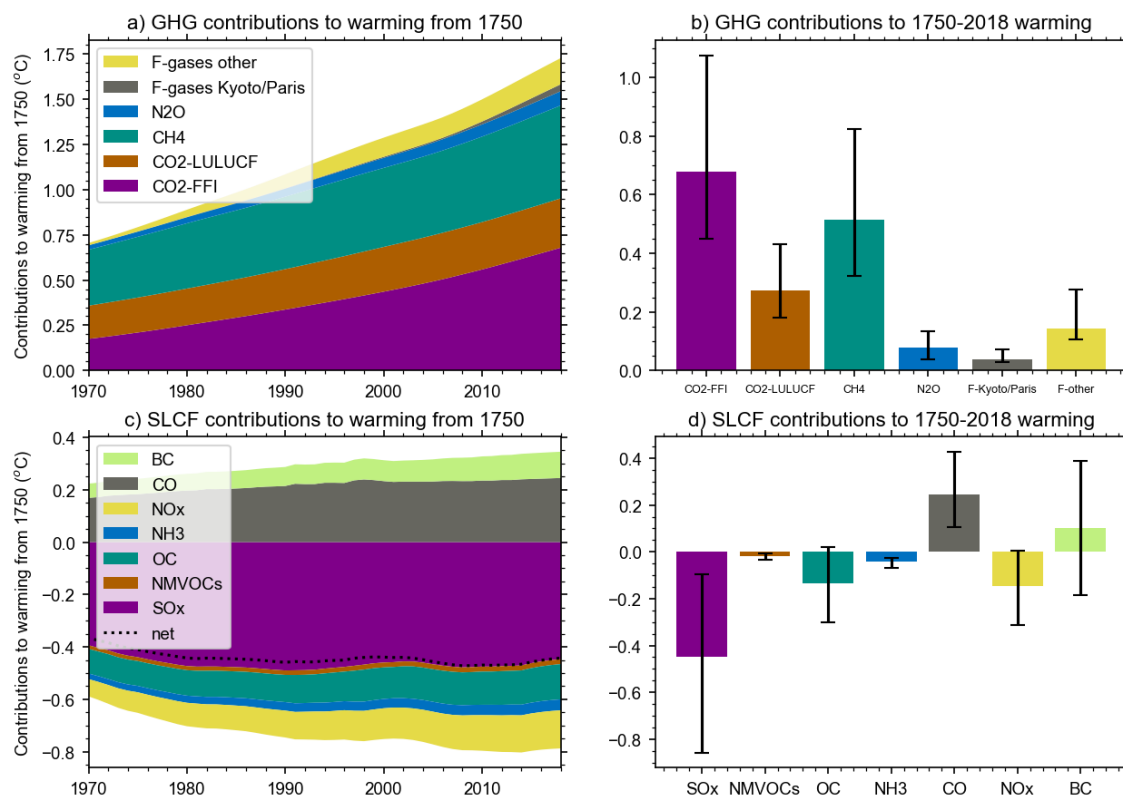 a) GHG contributions to warming from 1750
Contributions to warming from 1750 (°C)
1.75
1.50
1.25
1.00
0.75
0.50
0.25
0.00
F-gases other
F-gases Kyoto/Paris
N2O
CH4
CO2-LULUCF
CO2-FFI
1970
1980
1990
2000
2010
b) GHG contributions to 1750-2018 warming
1.0
0.8
0.6
0.4
0.2
0.0
CO2-FFI
CO2-LULUCF
CH4
N2O
F-Kyoto/Paris
F-other
c) SLCF contributions to warming from 1750
Contributions to warming from 1750 (°C)
0.4
0.2
0.0
−0.2
−0.4
−0.6
−0.8
BC
CO
NOx
NH3
OC
NMVOCs
SOx
net
1970
1980
1990
2000
2010
d) SLCF contributions to 1750-2018 warming
0.4
0.2
0.0
−0.2
−0.4
−0.6
−0.8
SOx
NMVOCs
OC
NH3
CO
NOx
BC